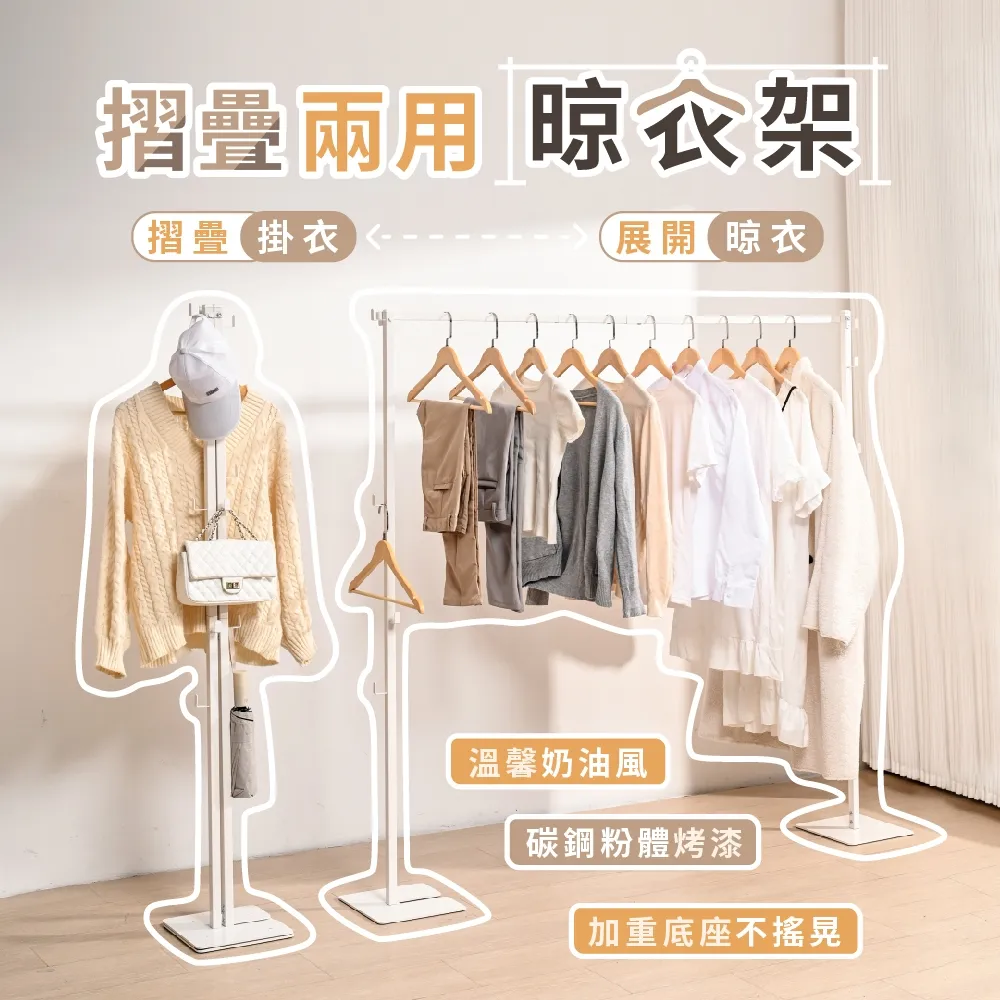 摺疊兩用晾衣架
摺疊 掛衣
展開 晾衣
溫馨奶油風
碳鋼粉體烤漆
加重底座不搖晃